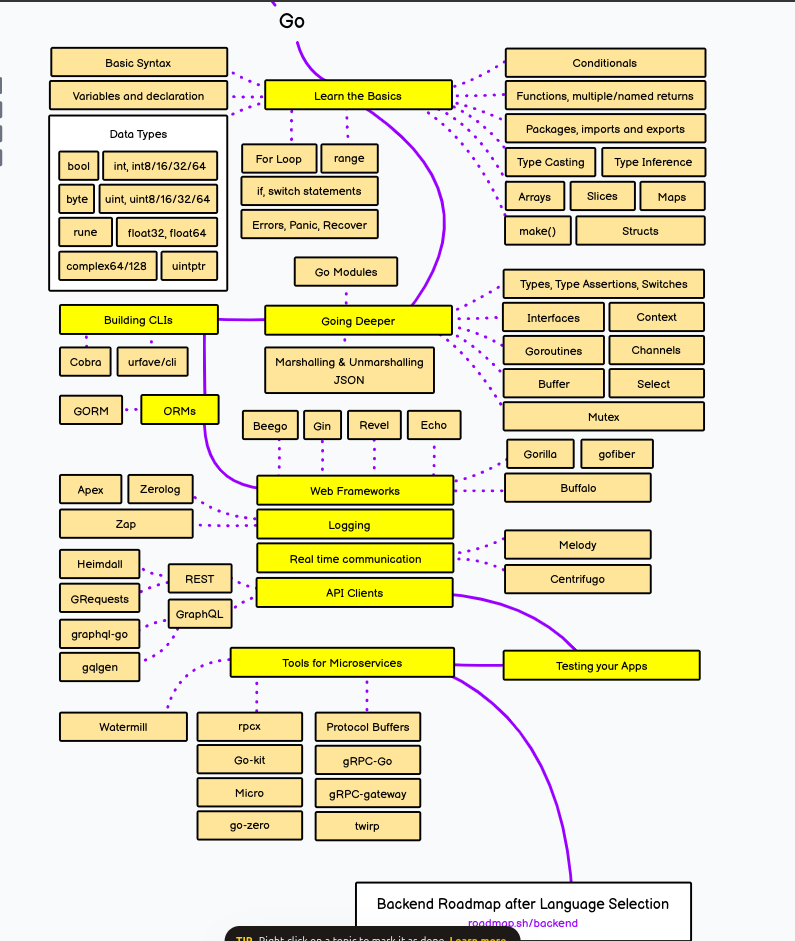 Go
Basic Syntax
Variables and declaration
Learn the Basics
Conditionals
Functions, multiple/named returns
Packages, imports and exports
Type Casting
Type Inference
Arrays
Slices
Maps
make()
Structs
Data Types
bool
int, int8/16/32/64
byte
uint, uint8/16/32/64
rune
float32, float64
complex64/128
uintptr
For Loop
range
if, switch statements
Errors, Panic, Recover
Go Modules
Building CLIs
Going Deeper
Types, Type Assertions, Switches
Interfaces
Context
Goroutines
Channels
Buffer
Select
Mutex
Cobra
urfave/cli
Marshalling & Unmarshalling
JSON
GORM
ORMs
Beego
Gin
Revel
Echo
Gorilla
gofiber
Buffalo
Web Frameworks
Apex
Zerolog
Zap
Logging
Real time communication
Melody
Centrifugo
Heimdall
GRequests
REST
GraphQL
graphql-go
gqlgen
API Clients
Tools for Microservices
Testing your Apps
Watermill
rpcx
Go-kit
Micro
go-zero
Protocol Buffers
gRPC-Go
gRPC-gateway
twirp
Backend Roadmap after Language Selection
roadmap.sh/backend
TIP Right click on a topic to mark it as done. Learn more